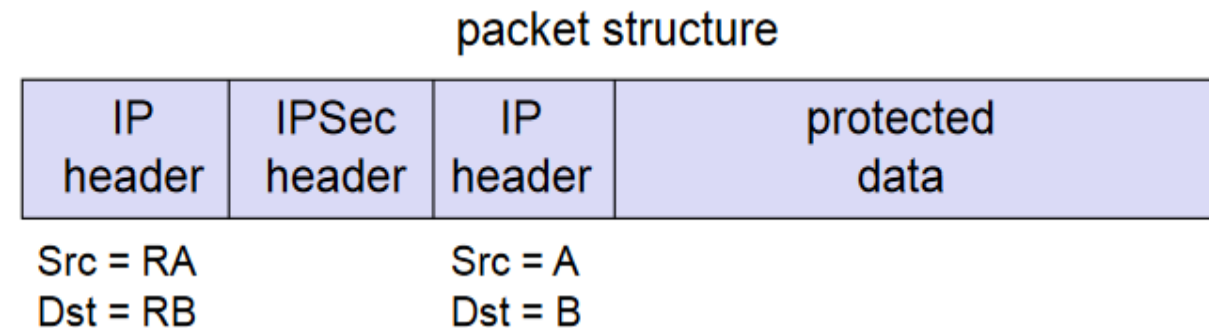 packet structure
IP header
IPSec header
IP header
protected data
Src = RA
Dst = RB
Src = A
Dst = B